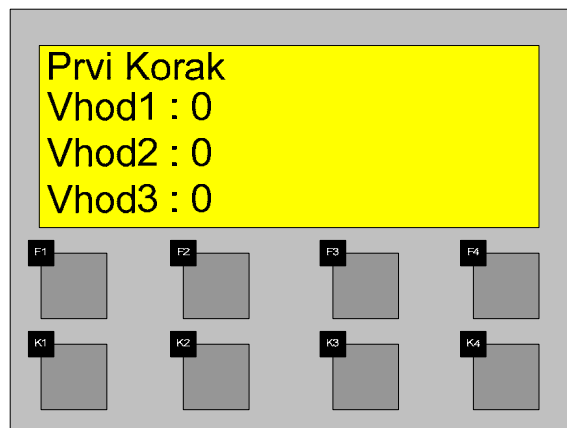 Prvi Korak
Vhod1 : 0
Vhod2 : 0
Vhod3 : 0
F1 F2 F3 F4
K1 K2 K3 K4